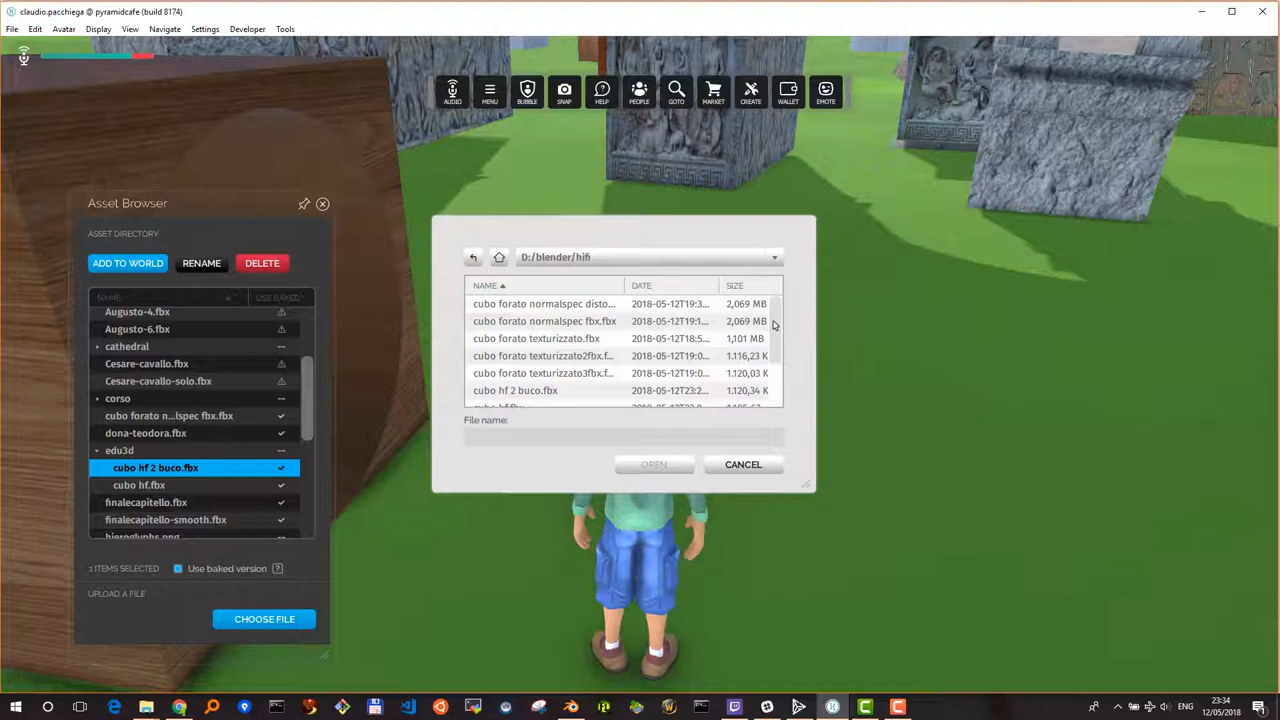 claudio.pacchiega @ pyramidcafe (build 8174)
File Edit Avatar Display View Navigate Settings Developer Tools
AUDIO MENU BUBBLE SNAP HELP PEOPLE GOTO MARKET CREATE WALLET EMOTE
Asset Browser
ASSET DIRECTORY
ADD TO WORLD RENAME DELETE
NAME USE BAKED?
Augusto-4.fbx
Augusto-6.fbx
cathedral --
Cesare-cavallo.fbx
Cesare-cavallo-solo.fbx
corso --
cubo forato n...lspec fbx.fbx
dona-teodora.fbx
edu3d --
cubo hf 2 buco.fbx
cubo hf.fbx
finalecapitello.fbx
finalecapitello-smooth.fbx
hieroglyphs.png --
1 ITEMS SELECTED Use baked version ?
UPLOAD A FILE
CHOOSE FILE
D:/blender/hifi
NAME DATE SIZE
cubo forato normalspec disto... 2018-05-12T19:3... 2,069 MB
cubo forato normalspec fbx.fbx 2018-05-12T19:1... 2,069 MB
cubo forato texturizzato.fbx 2018-05-12T18:5... 1,101 MB
cubo forato texturizzato2fbx.f... 2018-05-12T19:0... 1.116,23 K
cubo forato texturizzato3fbx.f... 2018-05-12T19:0... 1.120,03 K
cubo hf 2 buco.fbx 2018-05-12T23:2... 1.120,34 K
cubo hf.fbx
File name:
OPEN CANCEL
ENG
23:34
12/05/2018